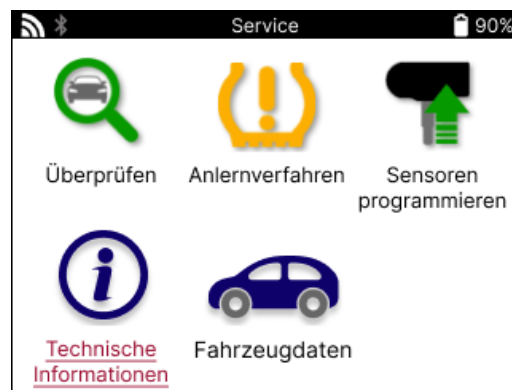 Service
90%
Überprüfen
Anlernverfahren
Sensoren
programmieren
Technische
Informationen
Fahrzeugdaten